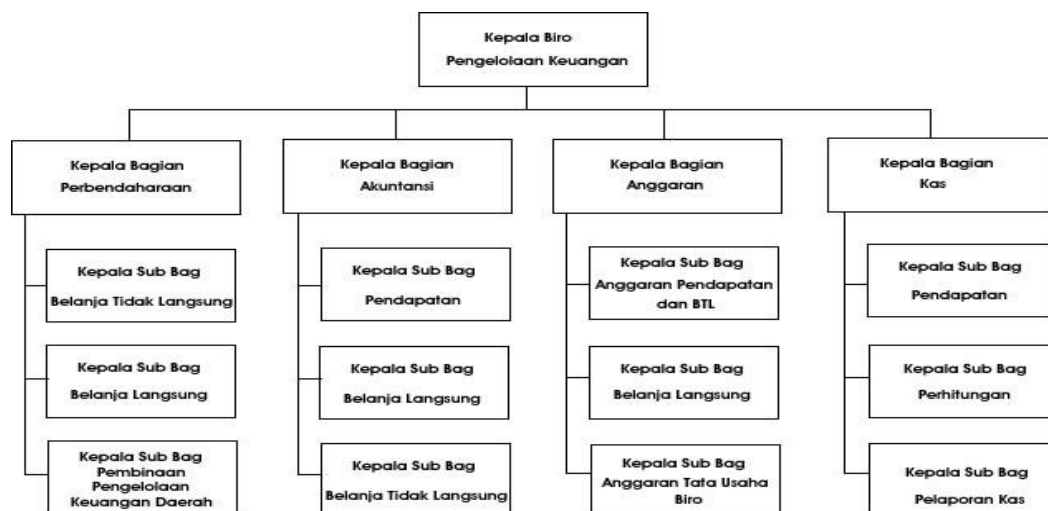 Kepala Biro
Pengelolaan Keuangan
Kepala Bagian
Perbendaharaan
Kepala Bagian
Akuntansi
Kepala Bagian
Anggaran
Kepala Bagian
Kas
Kepala Sub Bag
Belanja Tidak Langsung
Kepala Sub Bag
Pendapatan
Kepala Sub Bag
Anggaran Pendapatan
dan BTL
Kepala Sub Bag
Pendapatan
Kepala Sub Bag
Belanja Langsung
Kepala Sub Bag
Belanja Langsung
Kepala Sub Bag
Belanja Langsung
Kepala Sub Bag
Perhitungan
Kepala Sub Bag
Pembinaan
Pengelolaan
Keuangan Daerah
Kepala Sub Bag
Belanja Tidak Langsung
Kepala Sub Bag
Anggaran Tata Usaha
Biro
Kepala Sub Bag
Pelaporan Kas